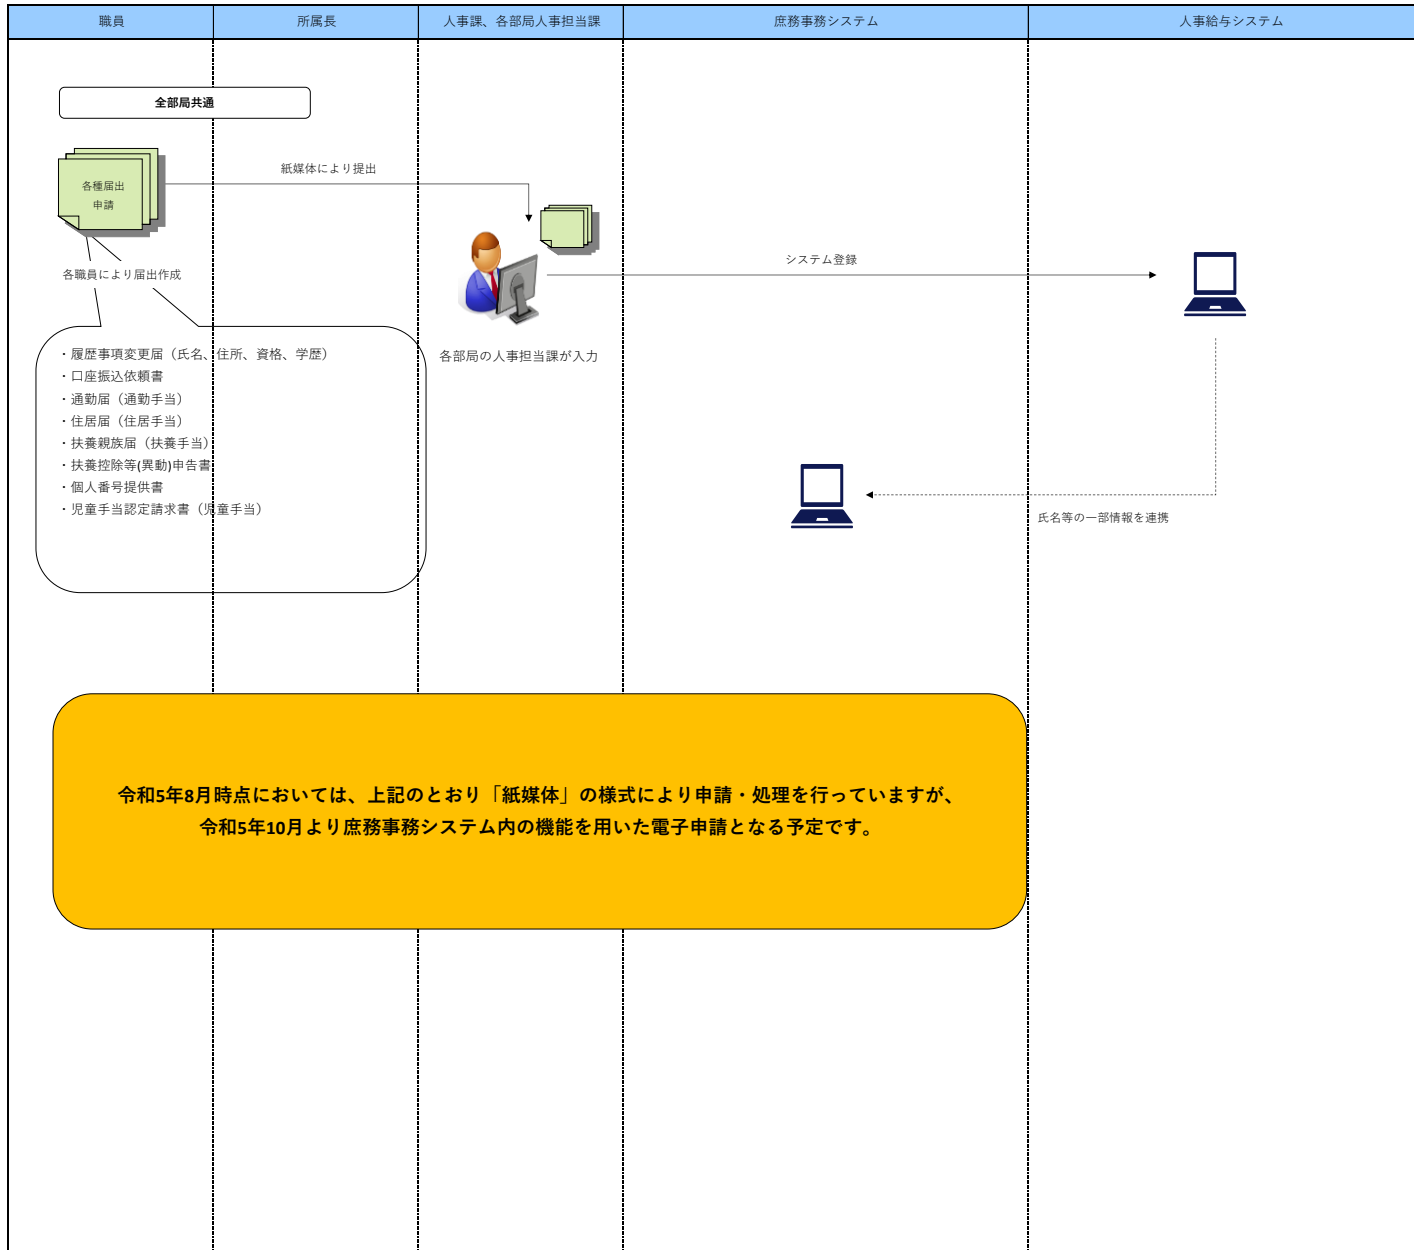 職員
所属長
人事課、各部局人事担当課
庶務事務システム
人事給与システム
全部局共通
各種届出
申請
紙媒体により提出
各職員により届出作成
システム登録
・履歴事項変更届（氏名、住所、資格、学歴）
・口座振込依頼書
・通勤届（通勤手当）
・住居届（住居手当）
・扶養親族届（扶養手当）
・扶養控除等(異動)申告書
・個人番号提供書
・児童手当認定請求書（児童手当）
各部局の人事担当課が入力
氏名等の一部情報を連携
令和5年8月時点においては、上記のとおり「紙媒体」の様式により申請・処理を行っていますが、
令和5年10月より庶務事務システム内の機能を用いた電子申請となる予定です。